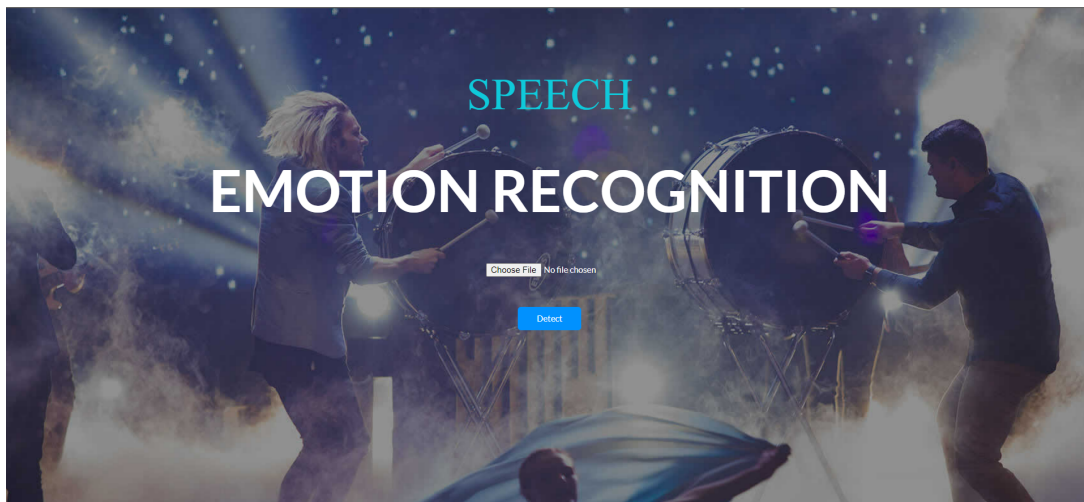 SPEECH
EMOTION RECOGNITION
Choose File No file chosen
Detect